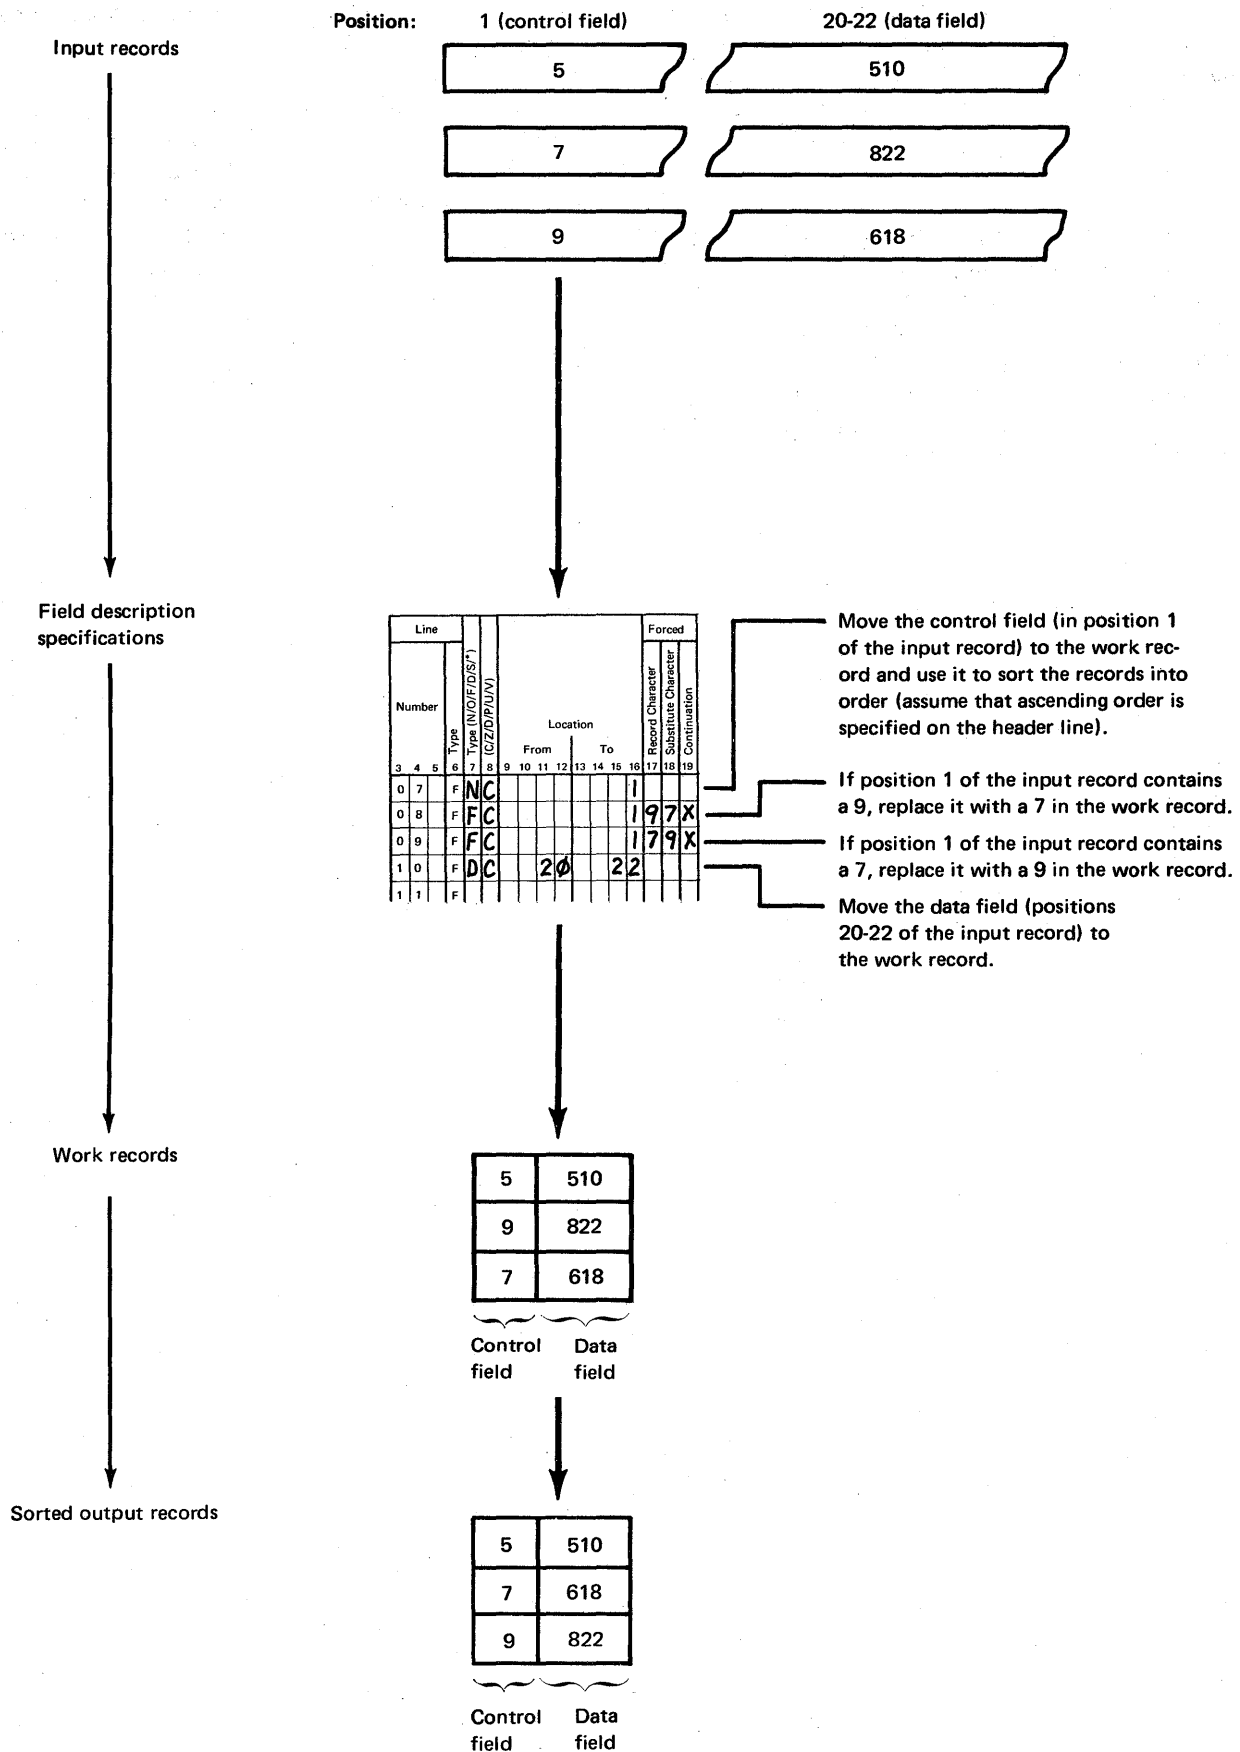 Position: 1 (control field) 20-22 (data field)
Input records
5 510
7 822
9 618
Field description
specifications
Line Forced
Number
Type
Type (N/O/F/D/S/*)
(C/Z/D/P/U/V)
Location
From To
Record Character
Substitute Character
Continuation
3 4 5 6 7 8 9 10 11 12 13 14 15 16 17 18 19
0 7 F N C 1
0 8 F F C 1 9 7 X
0 9 F F C 1 7 9 X
1 0 F D C 2 Ø 2 2
1 1 F
Move the control field (in position 1
of the input record) to the work rec-
ord and use it to sort the records into
order (assume that ascending order is
specified on the header line).
If position 1 of the input record contains
a 9, replace it with a 7 in the work record.
If position 1 of the input record contains
a 7, replace it with a 9 in the work record.
Move the data field (positions
20-22 of the input record) to
the work record.
Work records
5 510
9 822
7 618
Control Data
field field
Sorted output records
5 510
7 618
9 822
Control Data
field field